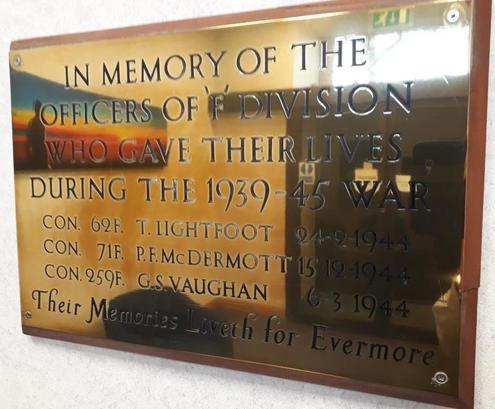 IN MEMORY OF THE
OFFICERS OF 'F' DIVISION
WHO GAVE THEIR LIVES
DURING THE 1939-45 WAR
CON. 62F. T. LIGHTFOOT 24-2-1944
CON. 71F. P.F. McDERMOTT 15 12-1944
CON. 259F. G.S. VAUGHAN 6-3 1944
Their Memories Liveth for Evermore